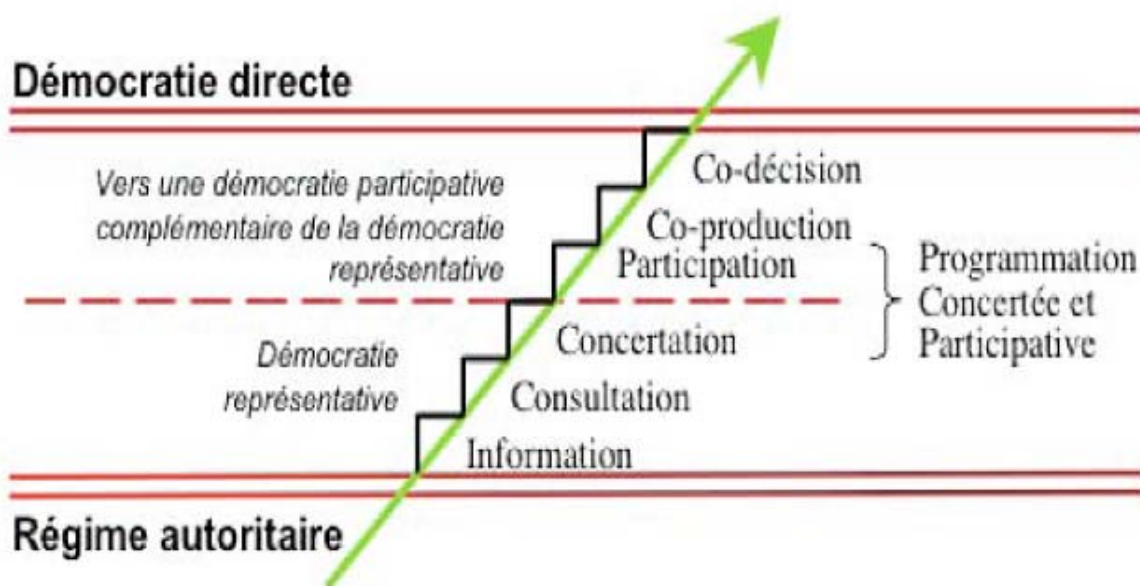 Démocratie directe
Vers une démocratie participative
complémentaire de la démocratie
représentative
Co-décision
Co-production
Participation
Programmation
Concertée et
Participative
Concertation
Démocratie
représentative
Consultation
Information
Régime autoritaire